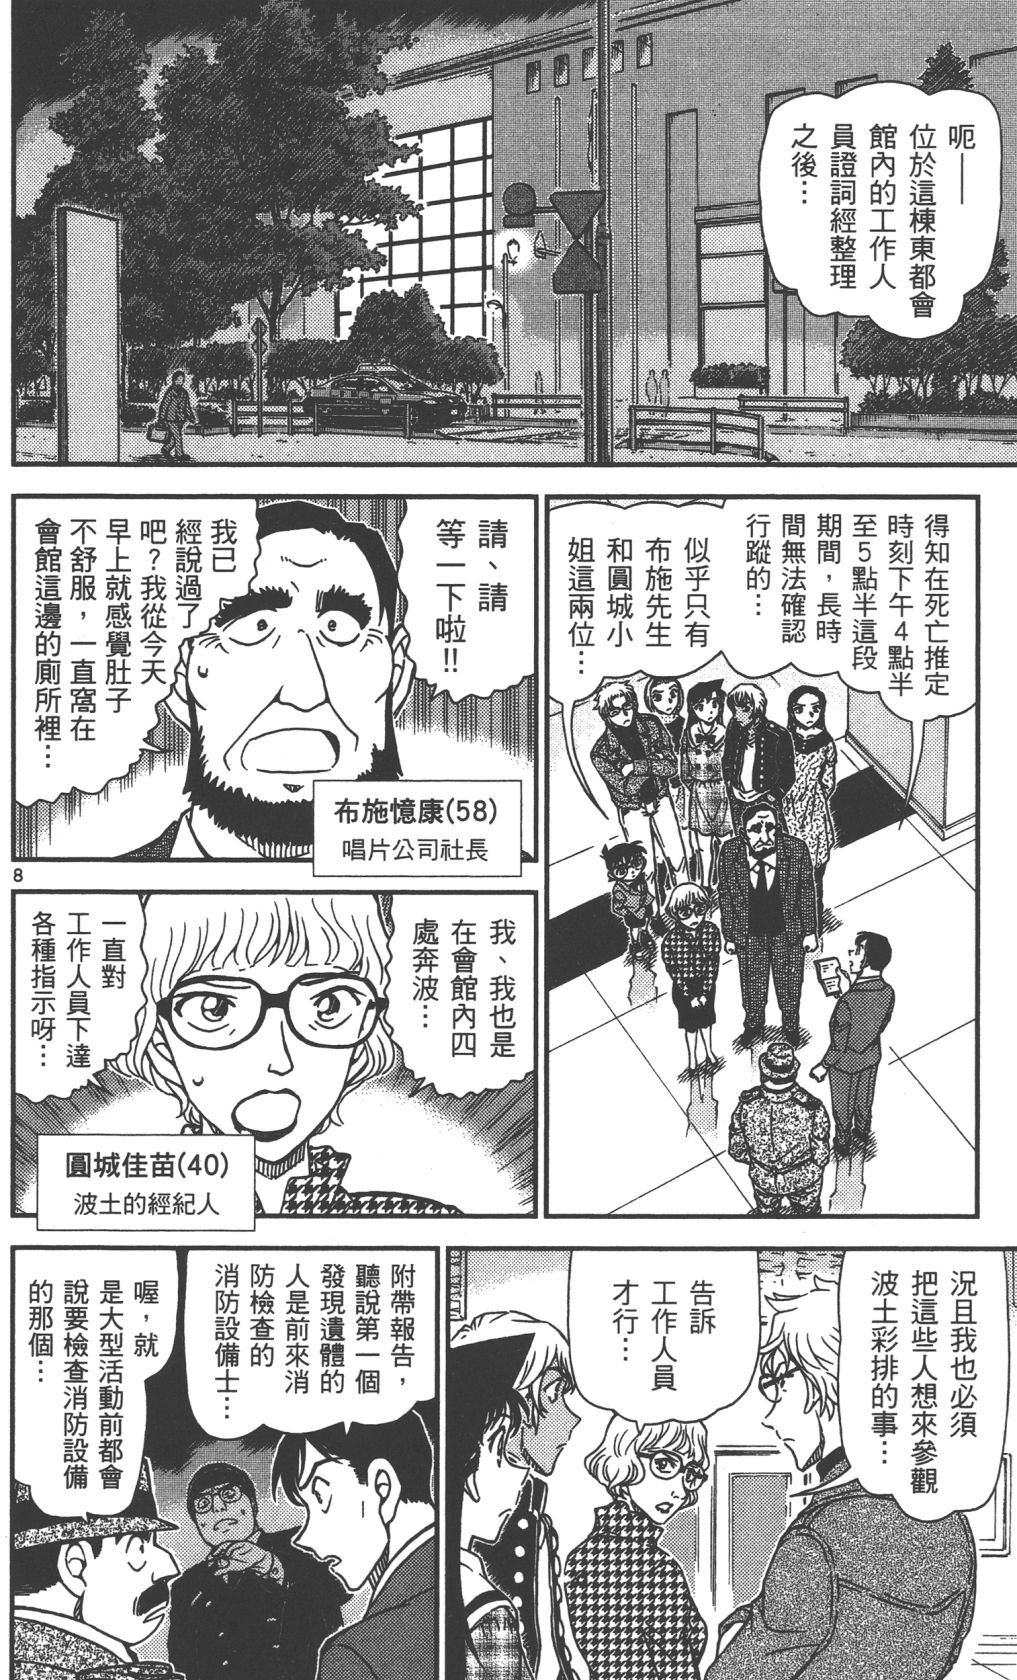 呃——
位於這棟東都會
館內的工作人
員證詞經整理
之後…
得知在死亡推定
時刻下午4點半
至5點半這段
期間，長時
間無法確認
行蹤的…
似乎只有
布施先生
和圓城小
姐這兩位…
請、請
等一下啦!!
我已
經說過了
吧？我從今天
早上就感覺肚子
不舒服，一直窩在
會館這邊的廁所裡…
布施憶康(58)
唱片公司社長
8
我、我也是
在會館內四
處奔波…
一直對
工作人員下達
各種指示呀…
圓城佳苗(40)
波土的經紀人
況且我也必須
把這些人想來參觀
波土彩排的事…
告訴
工作人員
才行…
附帶報告，
聽說第一個
發現遺體的
人是前來消
防檢查的
消防設備士…
喔，就
是大型活動前都會
說要檢查消防設備
的那個…